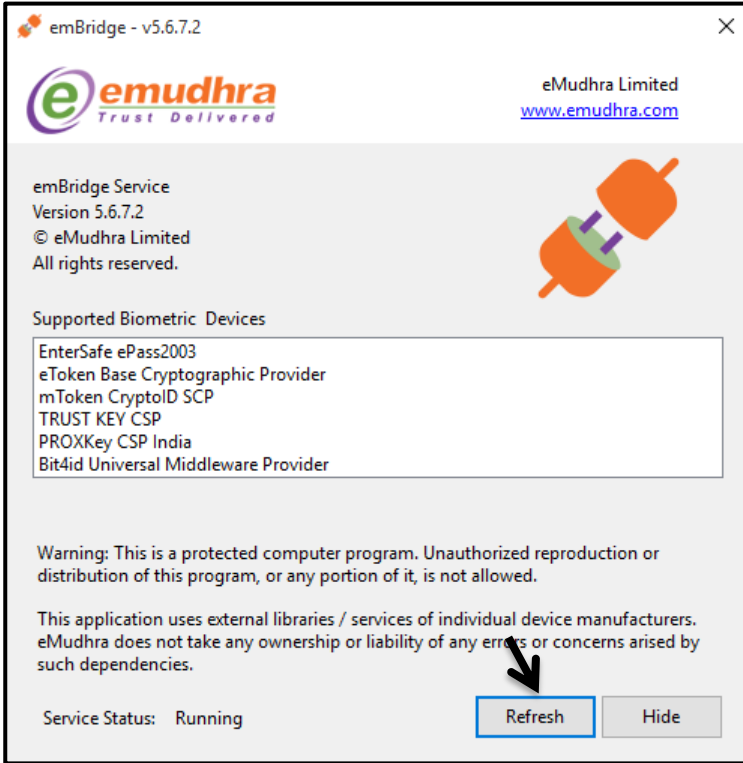 emBridge - v5.6.7.2
e emudhra
Trust Delivered
eMudhra Limited
www.emudhra.com
emBridge Service
Version 5.6.7.2
© eMudhra Limited
All rights reserved.
Supported Biometric Devices
EnterSafe ePass2003
eToken Base Cryptographic Provider
mToken CryptoID SCP
TRUST KEY CSP
PROXKey CSP India
Bit4id Universal Middleware Provider
Warning: This is a protected computer program. Unauthorized reproduction or
distribution of this program, or any portion of it, is not allowed.
This application uses external libraries / services of individual device manufacturers.
eMudhra does not take any ownership or liability of any errors or concerns arised by
such dependencies.
Service Status: Running
Refresh
Hide